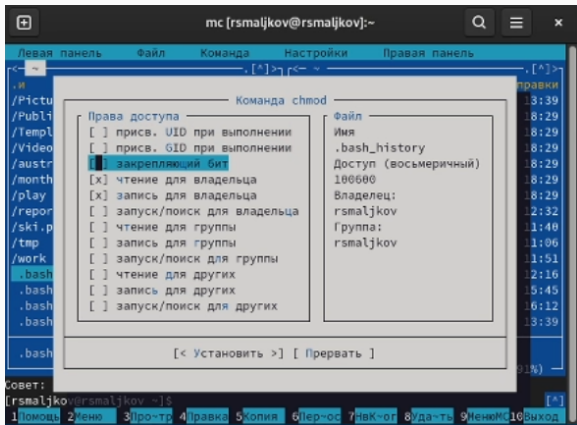 mc [rsmaljkov@rsmaljkov]:~
Левая панель Файл Команда Настройки Правая панель
<- ~ .[^]>
<- ~ .[^]>
.и правки
/Pictu 13:39
/Publi 18:29
/Templ 18:29
/Video 18:29
/austr 18:29
/month 18:29
/play 18:29
/repor 12:32
/ski.p 11:40
/tmp 11:06
/work 11:51
.bash 12:16
.bash 15:45
.bash 16:12
.bash 13:39
.bash 91%)
Команда chmod
Права доступа
[ ] присв. UID при выполнении
[ ] присв. GID при выполнении
[ ] закрепляющий бит
[x] чтение для владельца
[x] запись для владельца
[ ] запуск/поиск для владельца
[ ] чтение для группы
[ ] запись для группы
[ ] запуск/поиск для группы
[ ] чтение для других
[ ] запись для других
[ ] запуск/поиск для других
Файл
Имя
.bash_history
Доступ (восьмеричный)
100600
Владелец:
rsmaljkov
Группа:
rsmaljkov
[< Установить >] [ Прервать ]
Совет:
[rsmaljkov@rsmaljkov ~]$ [^]
1Помощь 2Меню 3Про~тр 4Правка 5Копия 6Пер~ос 7НвК~ог 8Уда~ть 9МенюMC 10Выход